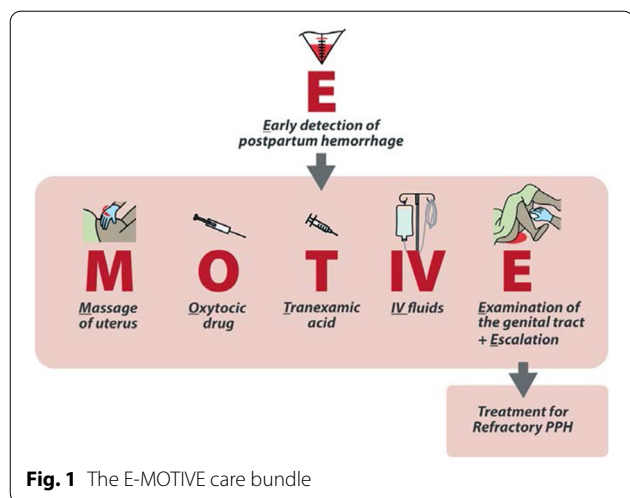 E
Early detection of
postpartum hemorrhage
M
Massage
of uterus
O
Oxytocic
drug
T
Tranexamic
acid
IV
IV fluids
E
Examination of
the genital tract
+ Escalation
Treatment for
Refractory PPH
Fig. 1 The E-MOTIVE care bundle